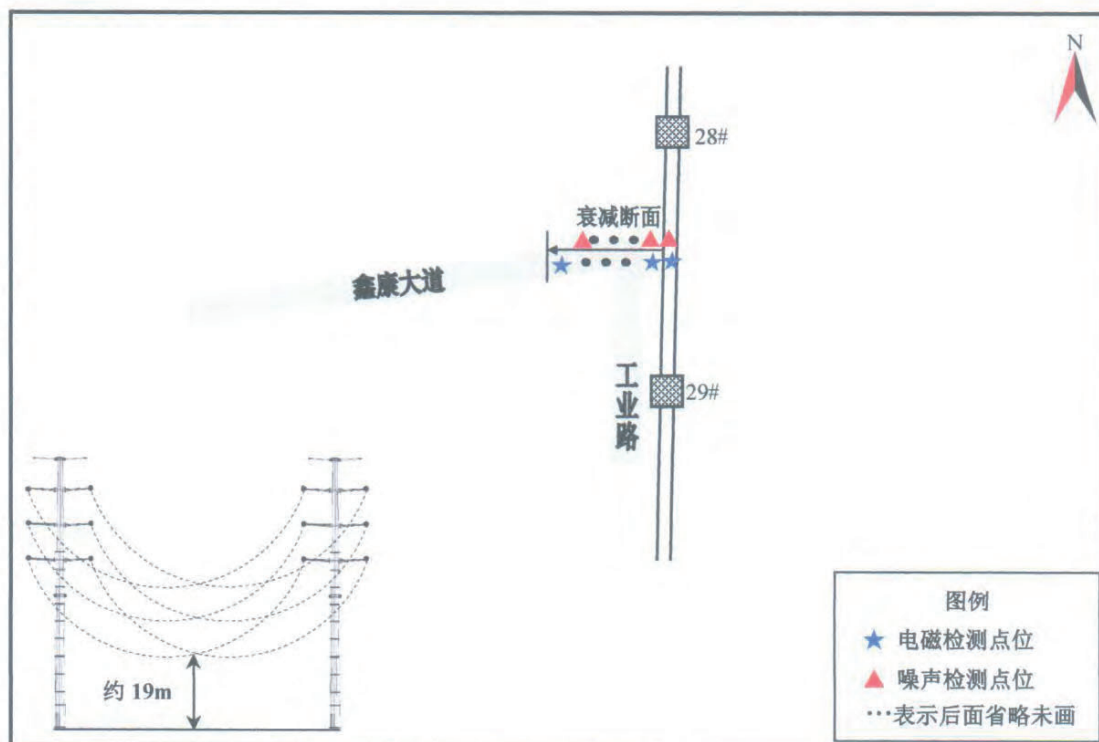 N
28#
衰减断面
鑫康大道
工业路
29#
约 19m
图例
电磁检测点位
噪声检测点位
···表示后面省略未画